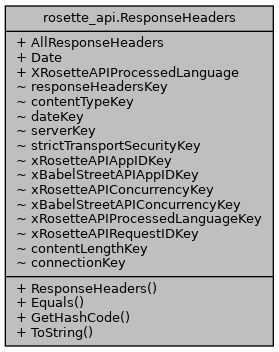 rosette_api.ResponseHeaders
+ AllResponseHeaders
+ Date
+ XRosetteAPIProcessedLanguage
~ responseHeadersKey
~ contentTypeKey
~ dateKey
~ serverKey
~ strictTransportSecurityKey
~ xRosetteAPIAppIDKey
~ xBabelStreetAPIAppIDKey
~ xRosetteAPIConcurrencyKey
~ xBabelStreetAPIConcurrencyKey
~ xRosetteAPIProcessedLanguageKey
~ xRosetteAPIRequestIDKey
~ contentLengthKey
~ connectionKey
+ ResponseHeaders()
+ Equals()
+ GetHashCode()
+ ToString()